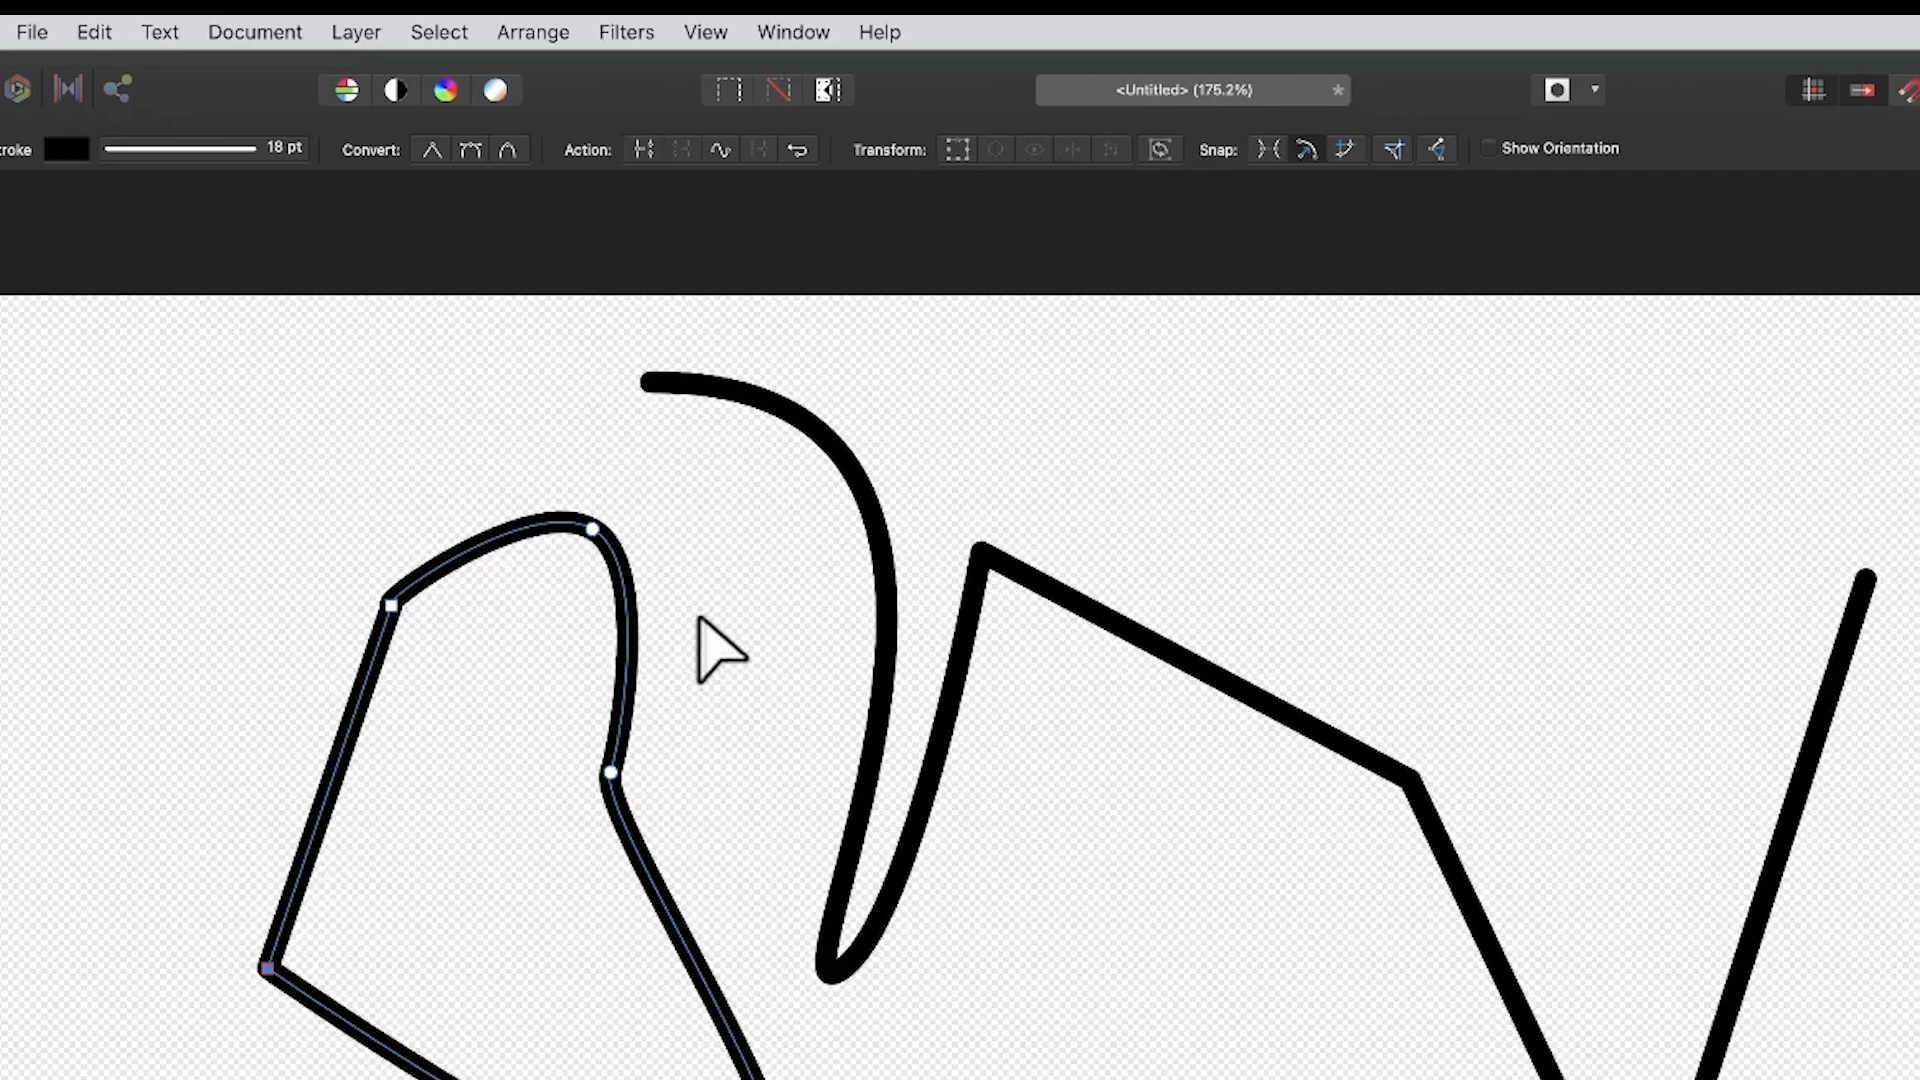 File Edit Text Document Layer Select Arrange Filters View Window Help
<Untitled> (175.2%) *
roke 18 pt Convert: Action: Transform: Snap: Show Orientation